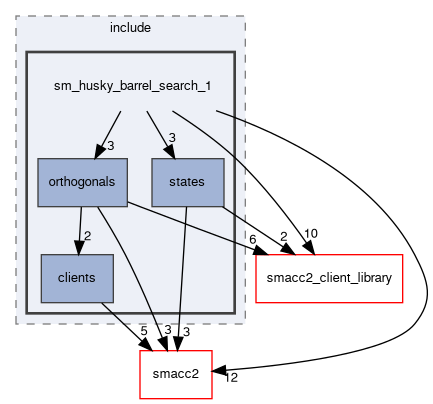 include
sm_husky_barrel_search_1
3
3
orthogonals
states
10
2
6
2
clients
smacc2_client_library
5
3
3
smacc2
12